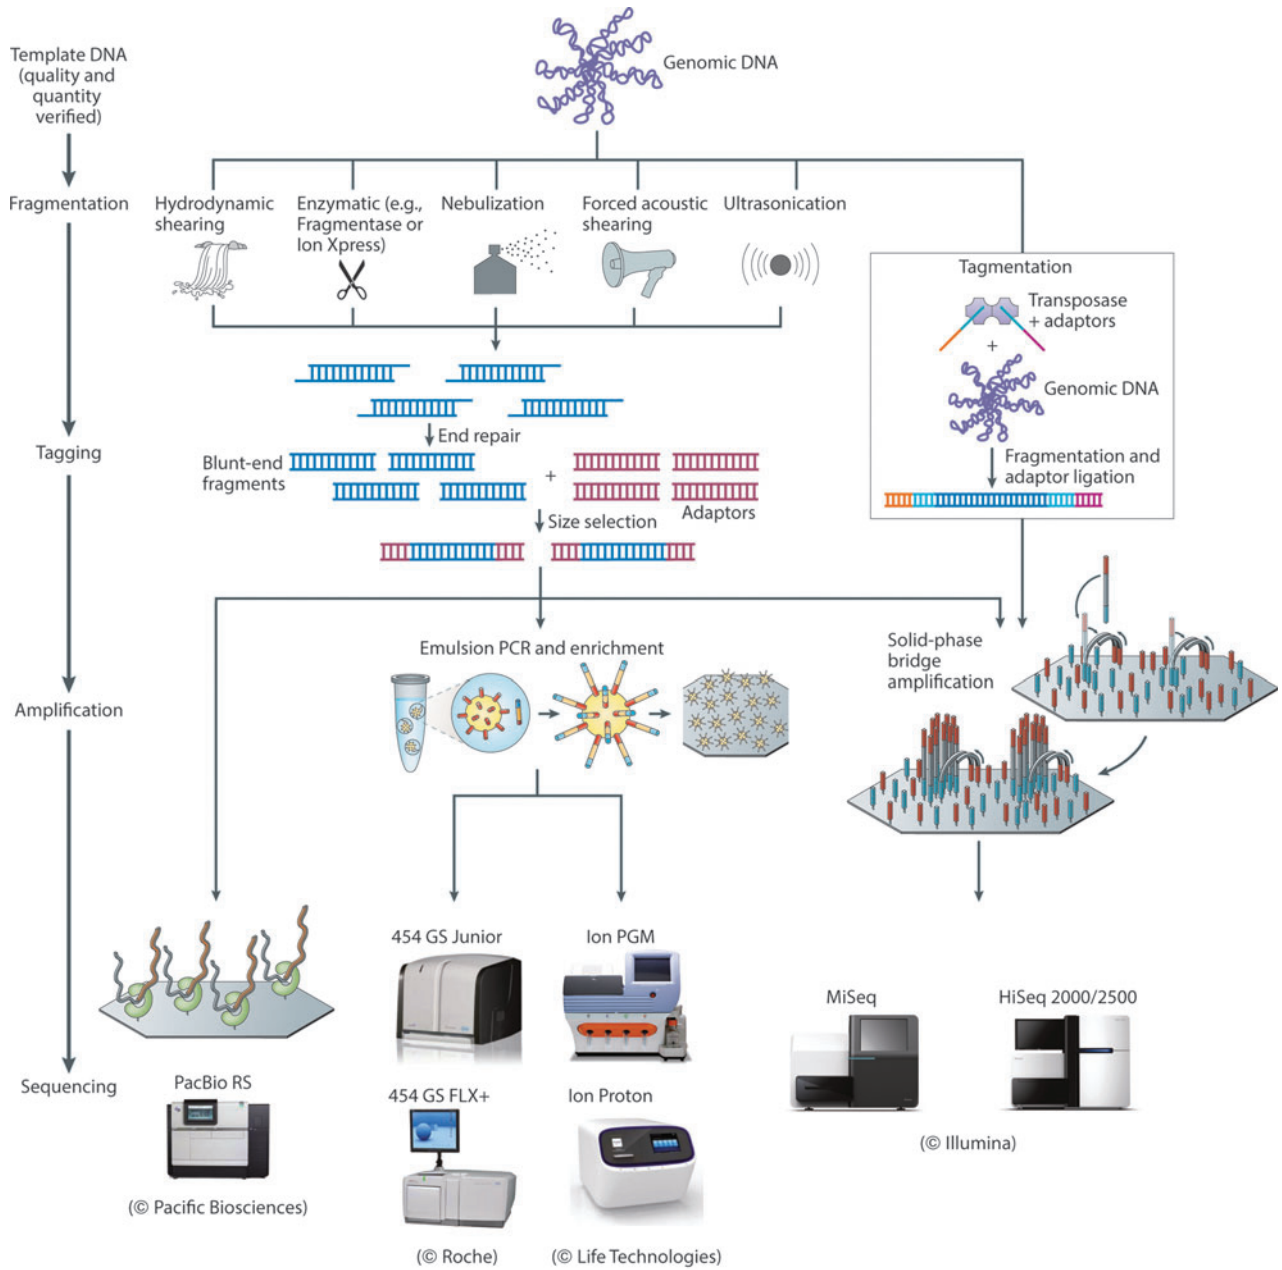 Template DNA
(quality and
quantity
verified)
Genomic DNA
Fragmentation
Hydrodynamic
shearing
Enzymatic (e.g.,
Fragmentase or
Ion Xpress)
Nebulization
Forced acoustic
shearing
Ultrasonication
Tagmentation
Transposase
+ adaptors
+
Genomic DNA
Fragmentation and
adaptor ligation
End repair
Tagging
Blunt-end
fragments
+
Adaptors
Size selection
Emulsion PCR and enrichment
Solid-phase
bridge
amplification
Amplification
454 GS Junior
Ion PGM
MiSeq
HiSeq 2000/2500
Sequencing
PacBio RS
454 GS FLX+
Ion Proton
(© Illumina)
(© Pacific Biosciences)
(© Roche)
(© Life Technologies)